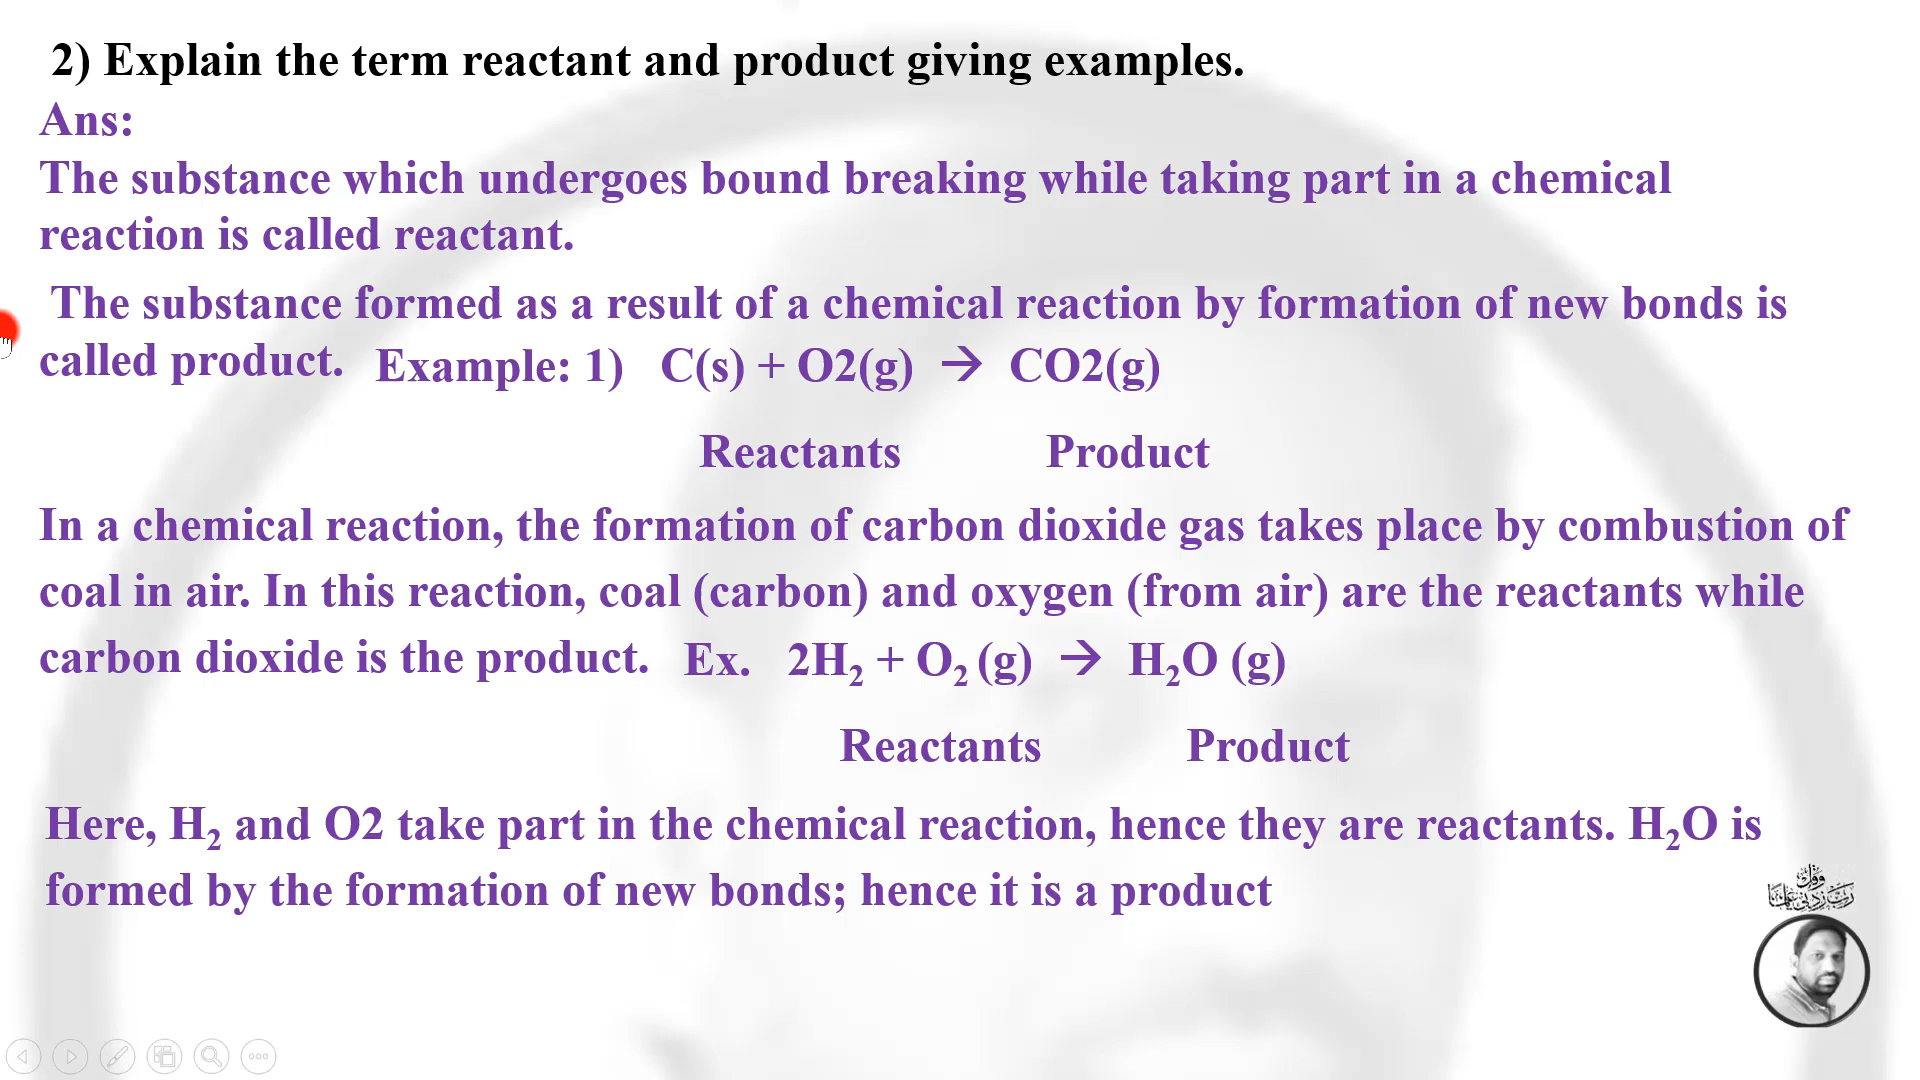 2) Explain the term reactant and product giving examples.
Ans:
The substance which undergoes bound breaking while taking part in a chemical
reaction is called reactant.
The substance formed as a result of a chemical reaction by formation of new bonds is
called product. Example: 1) C(s) + O2(g) → CO2(g)
Reactants Product
In a chemical reaction, the formation of carbon dioxide gas takes place by combustion of
coal in air. In this reaction, coal (carbon) and oxygen (from air) are the reactants while
carbon dioxide is the product. Ex. 2H₂ + O₂ (g) → H₂O (g)
Reactants Product
Here, H₂ and O2 take part in the chemical reaction, hence they are reactants. H₂O is
formed by the formation of new bonds; hence it is a product
وقل
رب زدني علما